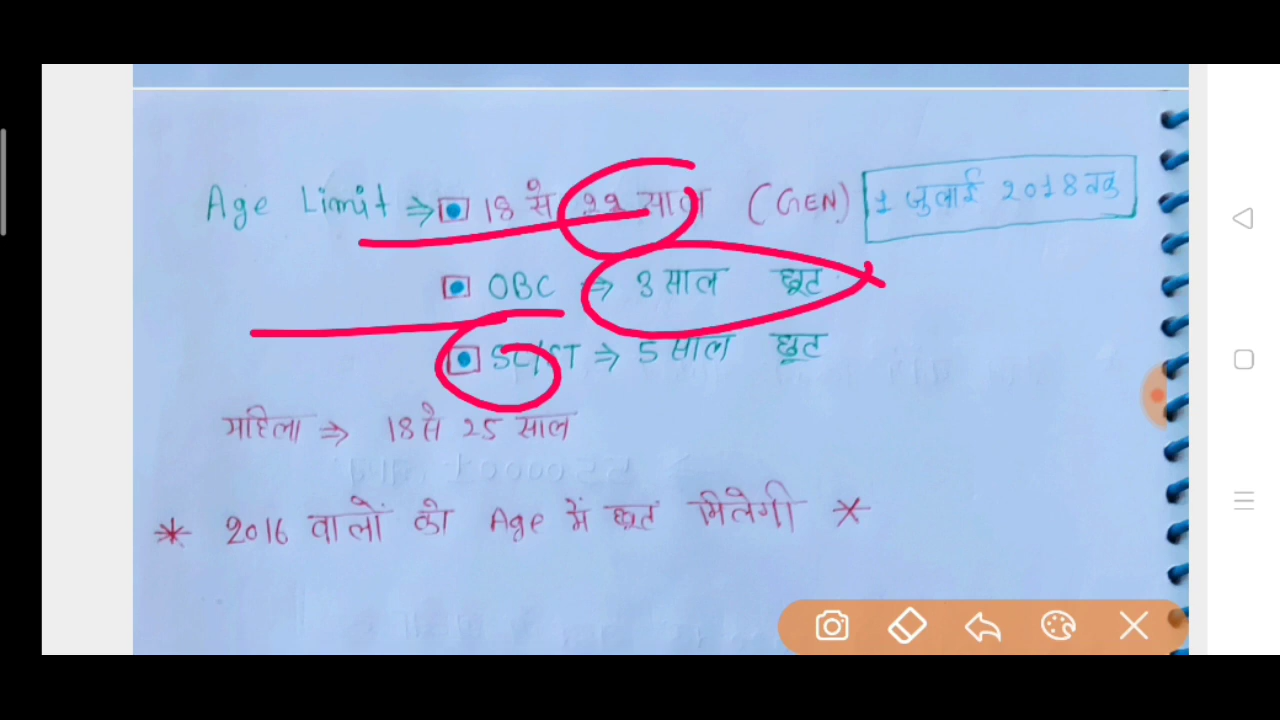 Age Limit ⇒ 18 से 22 साल (GEN) 1 जुलाई 2018 तक
OBC ⇒ 3 साल छूट
SC/ST ⇒ 5 साल छूट
महिला ⇒ 18 से 25 साल
* 2016 वालों को Age में छूट मिलेगी *